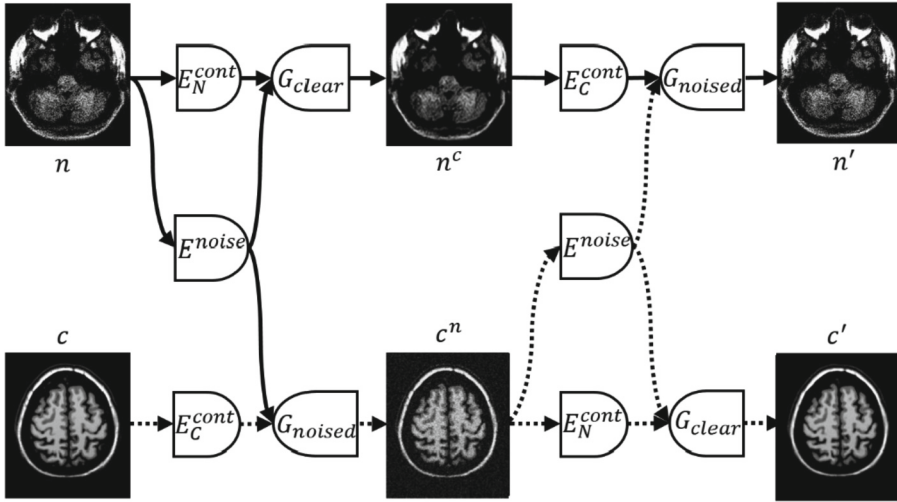 E_N^{cont} G_{clear} E_C^{cont} G_{noised}
n n^c n'
E^{noise} E^{noise}
c c^n c'
E_C^{cont} G_{noised} E_N^{cont} G_{clear}